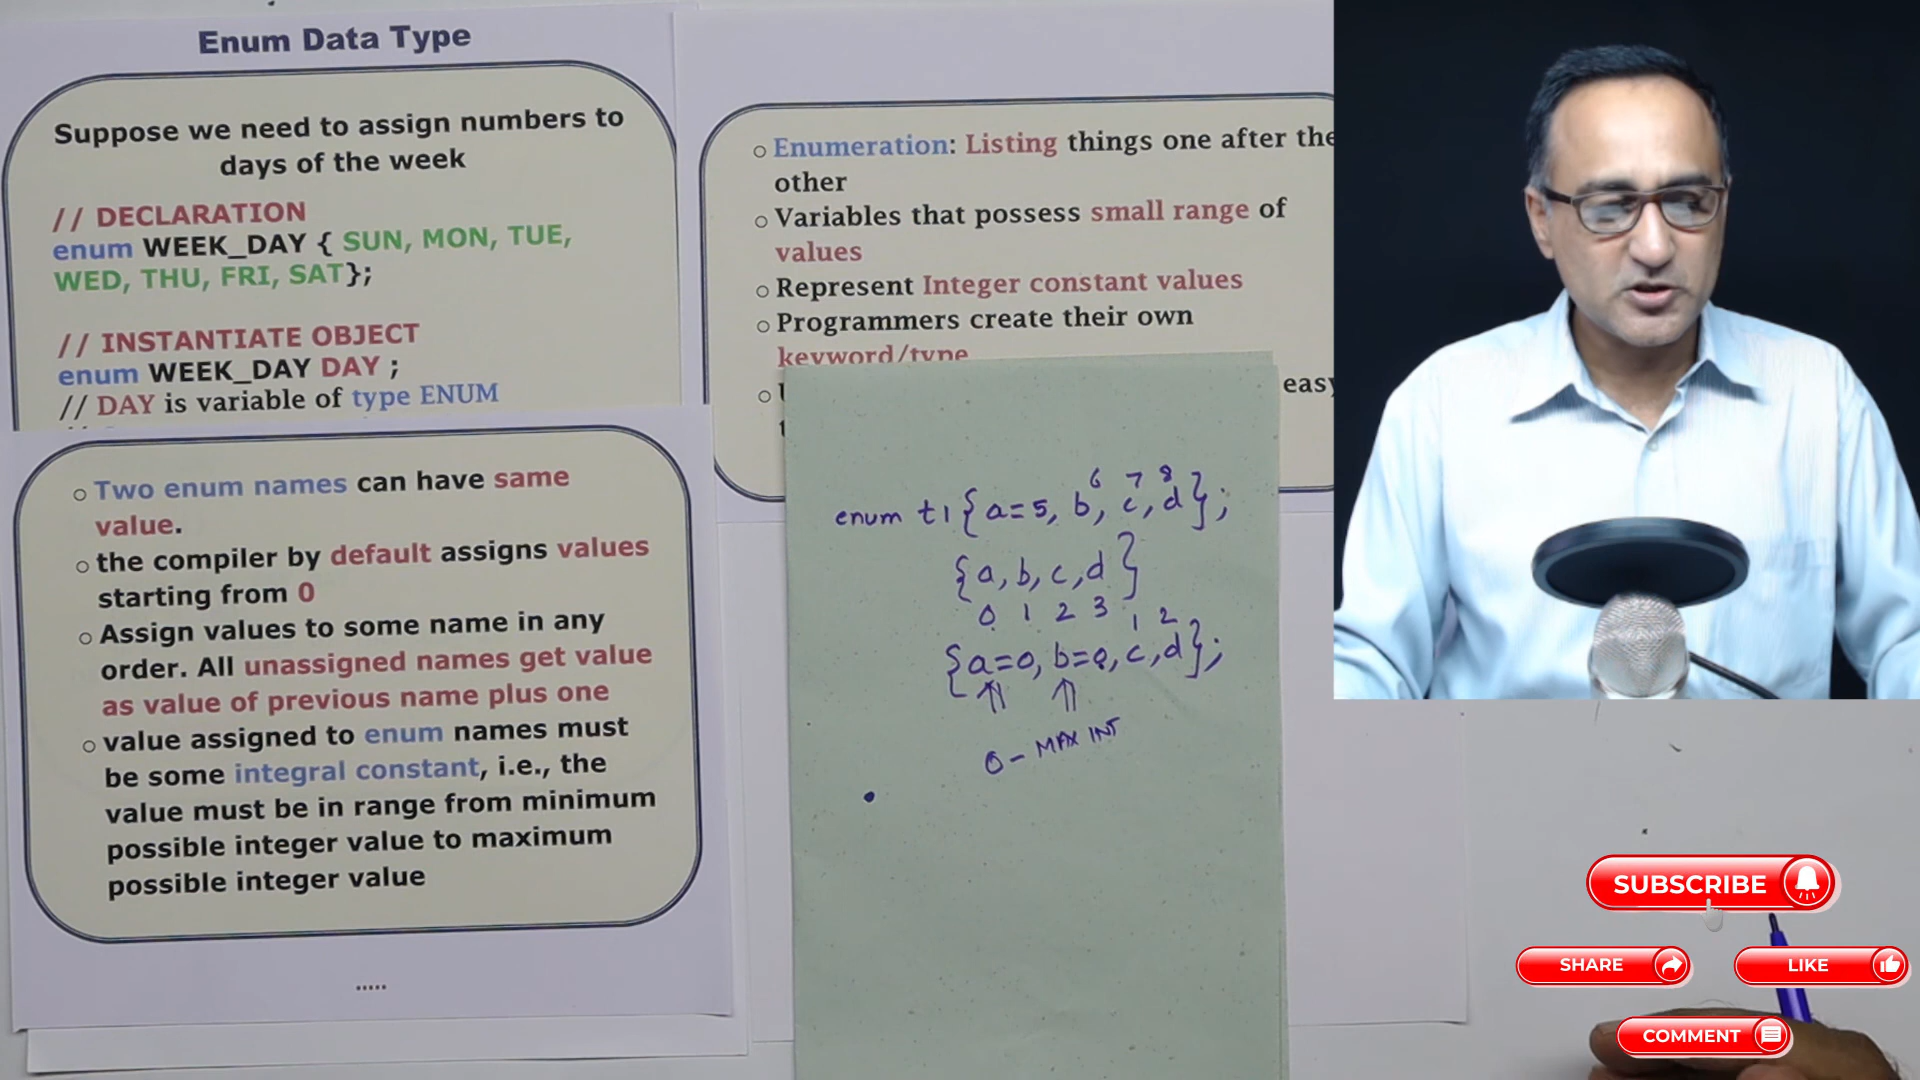 Enum Data Type
Suppose we need to assign numbers to
days of the week
// DECLARATION
enum WEEK_DAY { SUN, MON, TUE,
WED, THU, FRI, SAT};
// INSTANTIATE OBJECT
enum WEEK_DAY DAY ;
// DAY is variable of type ENUM
○ Two enum names can have same
value.
○ the compiler by default assigns values
starting from 0
○ Assign values to some name in any
order. All unassigned names get value
as value of previous name plus one
○ value assigned to enum names must
be some integral constant, i.e., the
value must be in range from minimum
possible integer value to maximum
possible integer value
.....
○ Enumeration: Listing things one after the
other
○ Variables that possess small range of
values
○ Represent Integer constant values
○ Programmers create their own
keyword/type
easy
6 7 8
enum t1{a=5, b, c, d};
{a, b, c, d}
0 1 2 3
1 2
{a=0, b=0, c, d};
0 - MAX INT
SUBSCRIBE
SHARE
LIKE
COMMENT